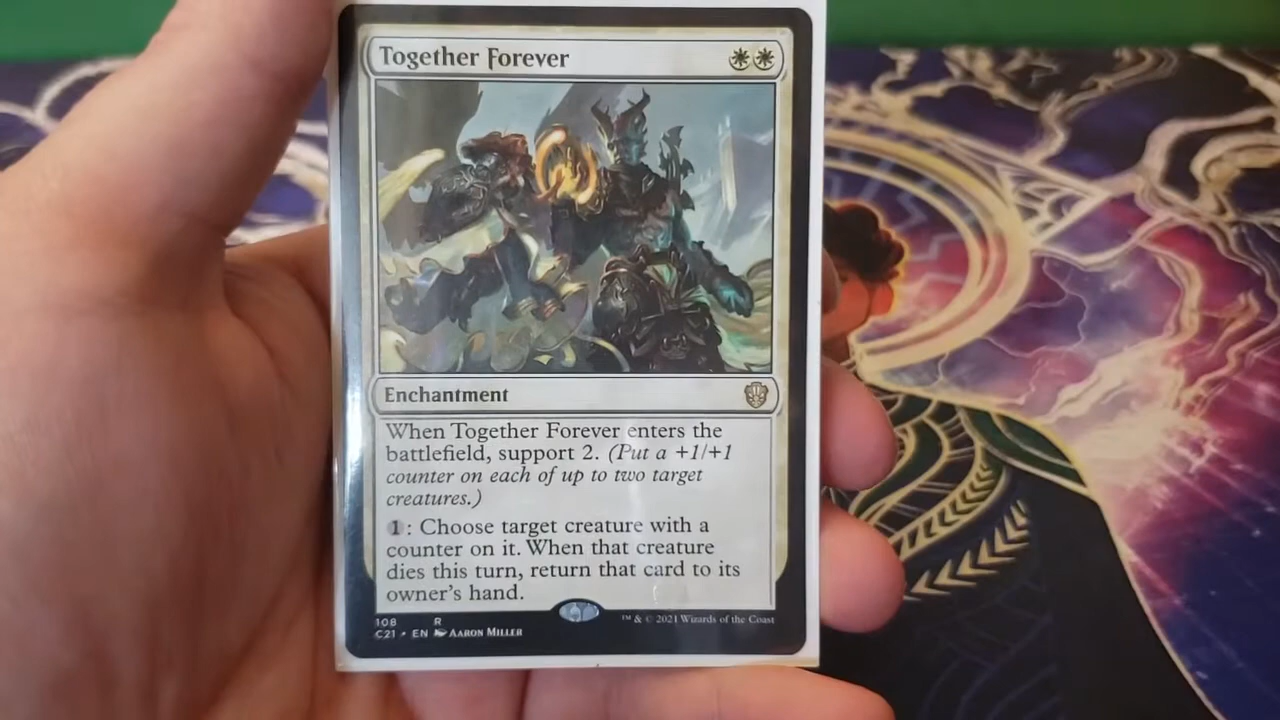 Together Forever
Enchantment
When Together Forever enters the
battlefield, support 2. (Put a +1/+1
counter on each of up to two target
creatures.)
1: Choose target creature with a
counter on it. When that creature
dies this turn, return that card to its
owner's hand.
108 R
C21 • EN Aaron Miller
™ & © 2021 Wizards of the Coast